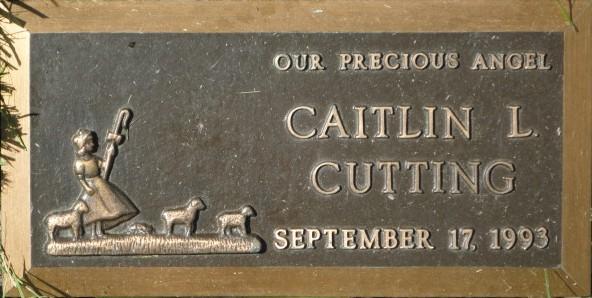 OUR PRECIOUS ANGEL
CAITLIN L.
CUTTING
SEPTEMBER 17, 1993